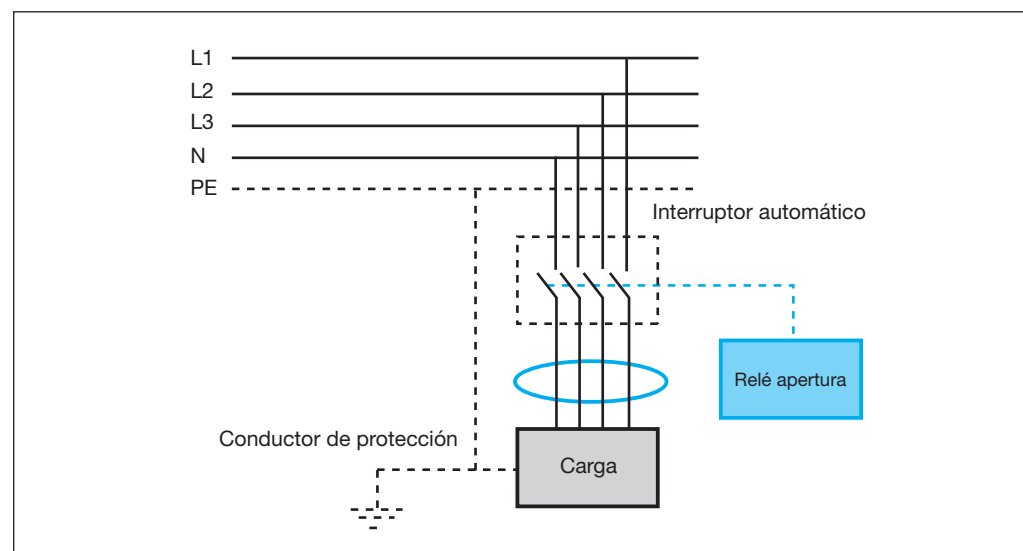 L1
L2
L3
N
PE
Interruptor automático
Relé apertura
Conductor de protección
Carga